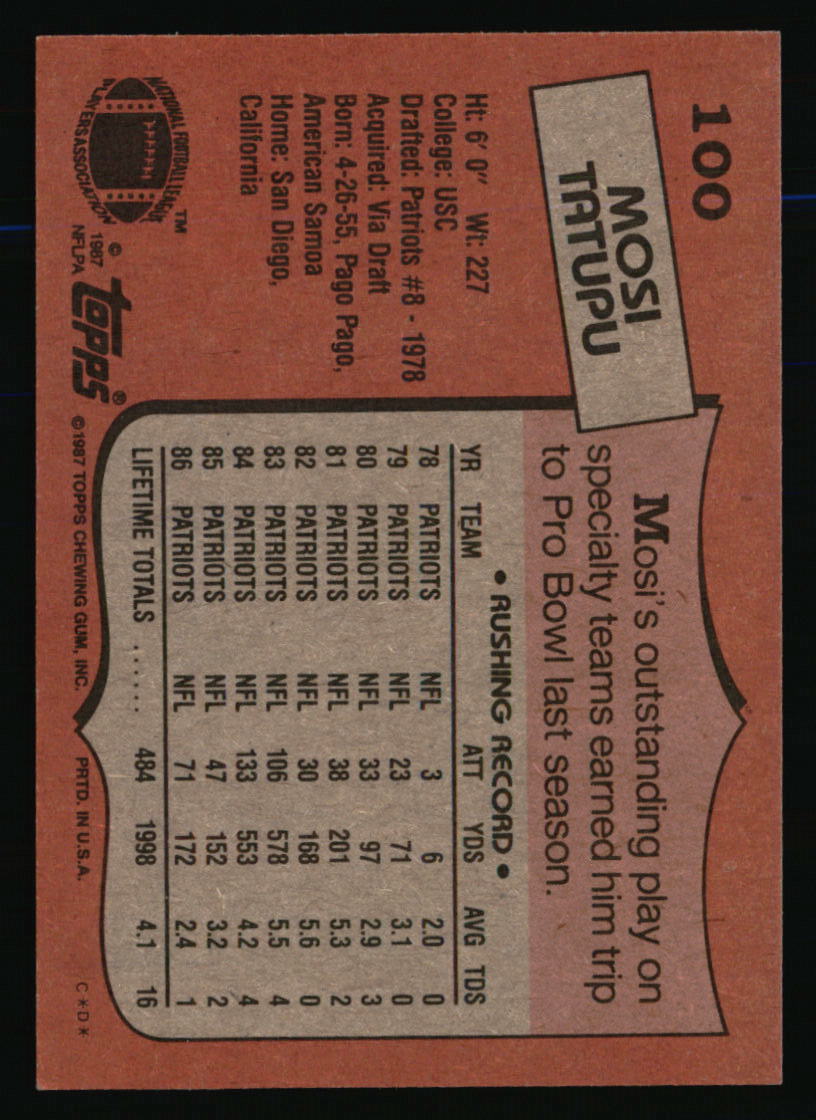 100
MOSI
TATUPU
Ht: 6' 0" Wt: 227
College: USC
Drafted: Patriots #8 - 1978
Acquired: Via Draft
Born: 4-26-55, Pago Pago,
American Samoa
Home: San Diego,
California
NATIONAL FOOTBALL LEAGUE
PLAYERS ASSOCIATION
™
© 1987
NFLPA
topps®
Mosi's outstanding play on
specialty teams earned him trip
to Pro Bowl last season.
• RUSHING RECORD •
YR TEAM ATT YDS AVG TDS
78 PATRIOTS NFL 3 6 2.0 0
79 PATRIOTS NFL 23 71 3.1 0
80 PATRIOTS NFL 33 97 2.9 3
81 PATRIOTS NFL 38 201 5.3 2
82 PATRIOTS NFL 30 168 5.6 0
83 PATRIOTS NFL 106 578 5.5 4
84 PATRIOTS NFL 133 553 4.2 4
85 PATRIOTS NFL 47 152 3.2 2
86 PATRIOTS NFL 71 172 2.4 1
LIFETIME TOTALS ...... 484 1998 4.1 16
©1987 TOPPS CHEWING GUM, INC. PRTD. IN U.S.A. C*D*